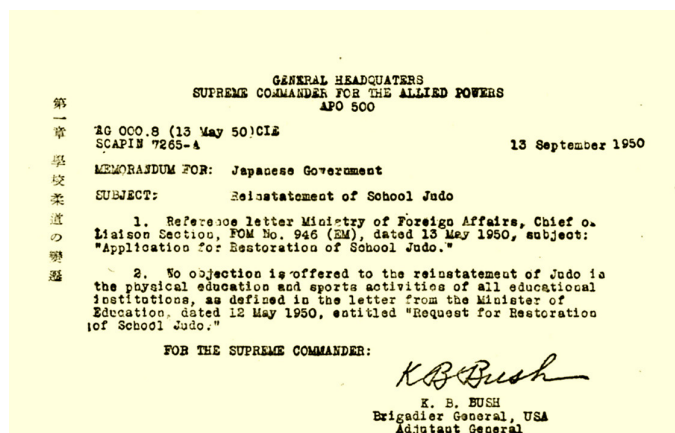 第一章 學校柔道の變遷
GENERAL HEADQUATERS
SUPREME COMMANDER FOR THE ALLIED POWERS
APO 500
AG 000.8 (13 May 50)CIE
SCAPIN 7265-A
13 September 1950
MEMORANDUM FOR: Japanese Government
SUBJECT: Reinstatement of School Judo
1. Reference letter Ministry of Foreign Affairs, Chief o.
Liaison Section, FOM No. 946 (EM), dated 13 May 1950, subject:
"Application for Restoration of School Judo."
2. No objection is offered to the reinstatement of Judo in
the physical education and sports activities of all educational
institutions, as defined in the letter from the Minister of
Education, dated 12 May 1950, entitled "Request for Restoration
of School Judo."
FOR THE SUPREME COMMANDER:
K B Bush
K. B. BUSH
Brigadier General, USA
Adjutant General